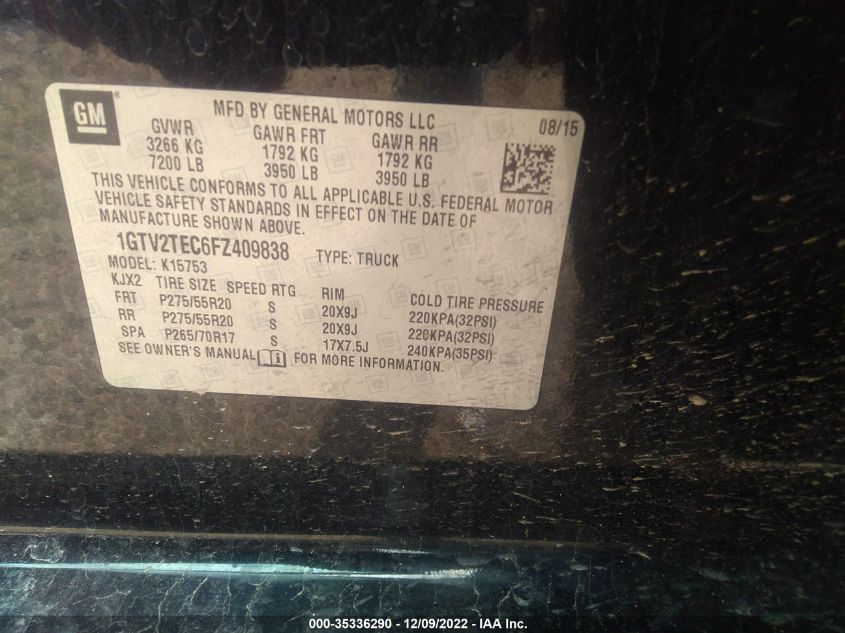 GM®
MFD BY GENERAL MOTORS LLC
08/15
GVWR GAWR FRT GAWR RR
3266 KG 1792 KG 1792 KG
7200 LB 3950 LB 3950 LB
THIS VEHICLE CONFORMS TO ALL APPLICABLE U.S. FEDERAL MOTOR
VEHICLE SAFETY STANDARDS IN EFFECT ON THE DATE OF
MANUFACTURE SHOWN ABOVE.
1GTV2TEC6FZ409838 TYPE: TRUCK
MODEL: K15753
KJX2 TIRE SIZE SPEED RTG RIM COLD TIRE PRESSURE
FRT P275/55R20 S 20X9J 220KPA(32PSI)
RR P275/55R20 S 20X9J 220KPA(32PSI)
SPA P265/70R17 S 17X7.5J 240KPA(35PSI)
SEE OWNER'S MANUAL FOR MORE INFORMATION.
000-35336290 - 12/09/2022 - IAA Inc.